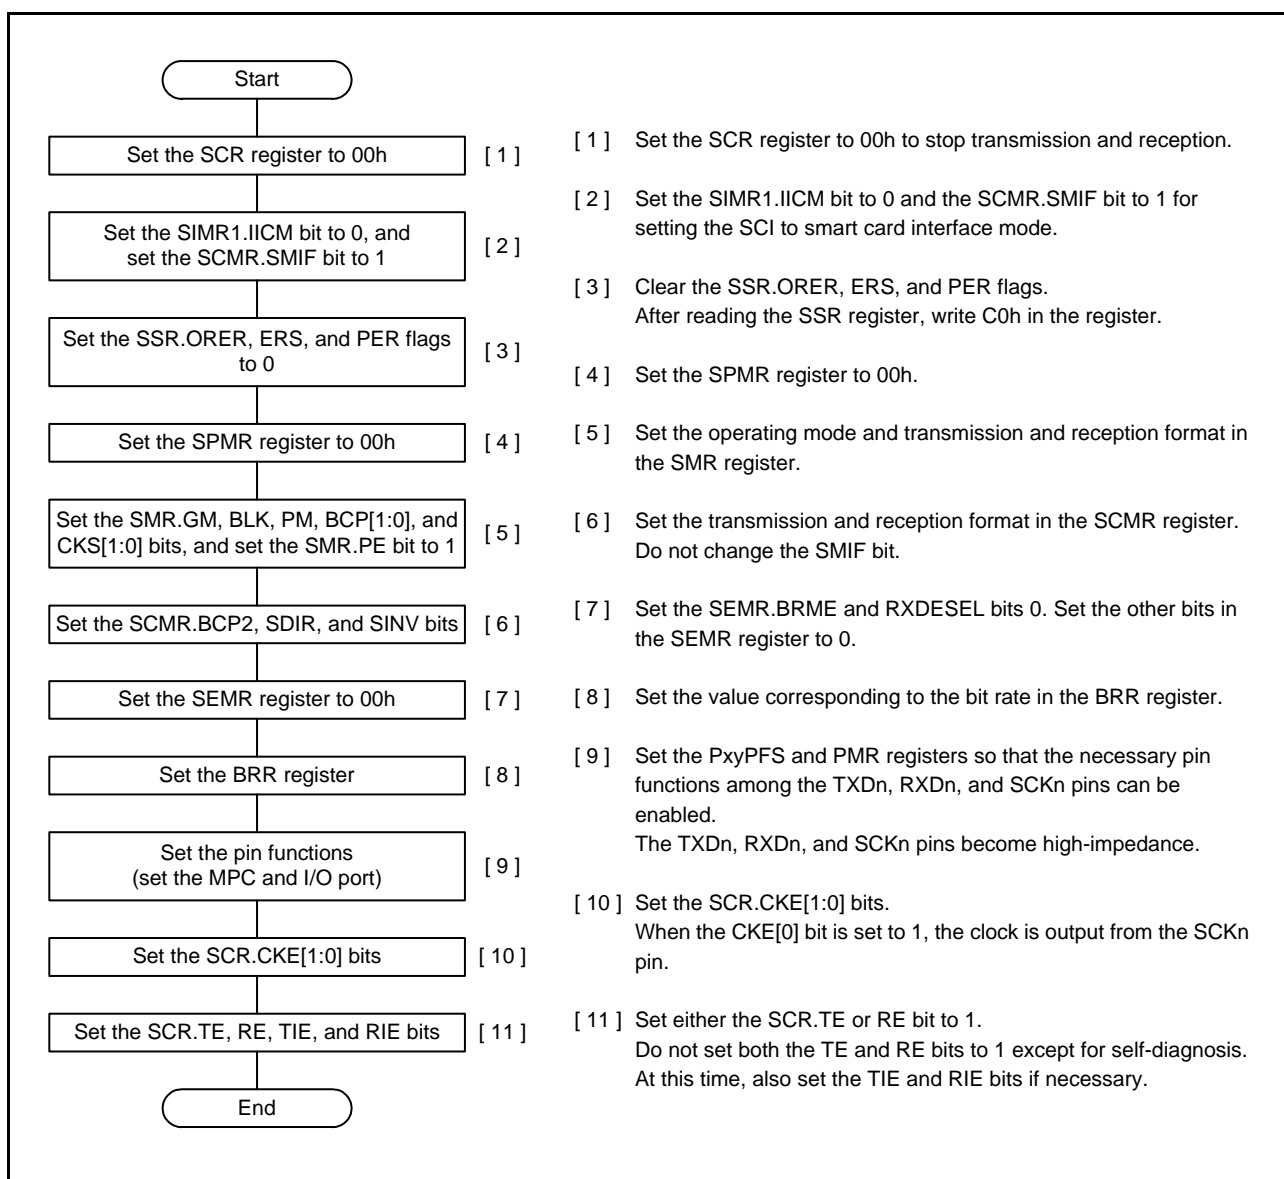 Start
Set the SCR register to 00h
[ 1 ]
Set the SIMR1.IICM bit to 0, and
set the SCMR.SMIF bit to 1
[ 2 ]
Set the SSR.ORER, ERS, and PER flags
to 0
[ 3 ]
Set the SPMR register to 00h
[ 4 ]
Set the SMR.GM, BLK, PM, BCP[1:0], and
CKS[1:0] bits, and set the SMR.PE bit to 1
[ 5 ]
Set the SCMR.BCP2, SDIR, and SINV bits
[ 6 ]
Set the SEMR register to 00h
[ 7 ]
Set the BRR register
[ 8 ]
Set the pin functions
(set the MPC and I/O port)
[ 9 ]
Set the SCR.CKE[1:0] bits
[ 10 ]
Set the SCR.TE, RE, TIE, and RIE bits
[ 11 ]
End
[ 1 ] Set the SCR register to 00h to stop transmission and reception.
[ 2 ] Set the SIMR1.IICM bit to 0 and the SCMR.SMIF bit to 1 for
setting the SCI to smart card interface mode.
[ 3 ] Clear the SSR.ORER, ERS, and PER flags.
After reading the SSR register, write C0h in the register.
[ 4 ] Set the SPMR register to 00h.
[ 5 ] Set the operating mode and transmission and reception format in
the SMR register.
[ 6 ] Set the transmission and reception format in the SCMR register.
Do not change the SMIF bit.
[ 7 ] Set the SEMR.BRME and RXDESEL bits 0. Set the other bits in
the SEMR register to 0.
[ 8 ] Set the value corresponding to the bit rate in the BRR register.
[ 9 ] Set the PxyPFS and PMR registers so that the necessary pin
functions among the TXDn, RXDn, and SCKn pins can be
enabled.
The TXDn, RXDn, and SCKn pins become high-impedance.
[ 10 ] Set the SCR.CKE[1:0] bits.
When the CKE[0] bit is set to 1, the clock is output from the SCKn
pin.
[ 11 ] Set either the SCR.TE or RE bit to 1.
Do not set both the TE and RE bits to 1 except for self-diagnosis.
At this time, also set the TIE and RIE bits if necessary.